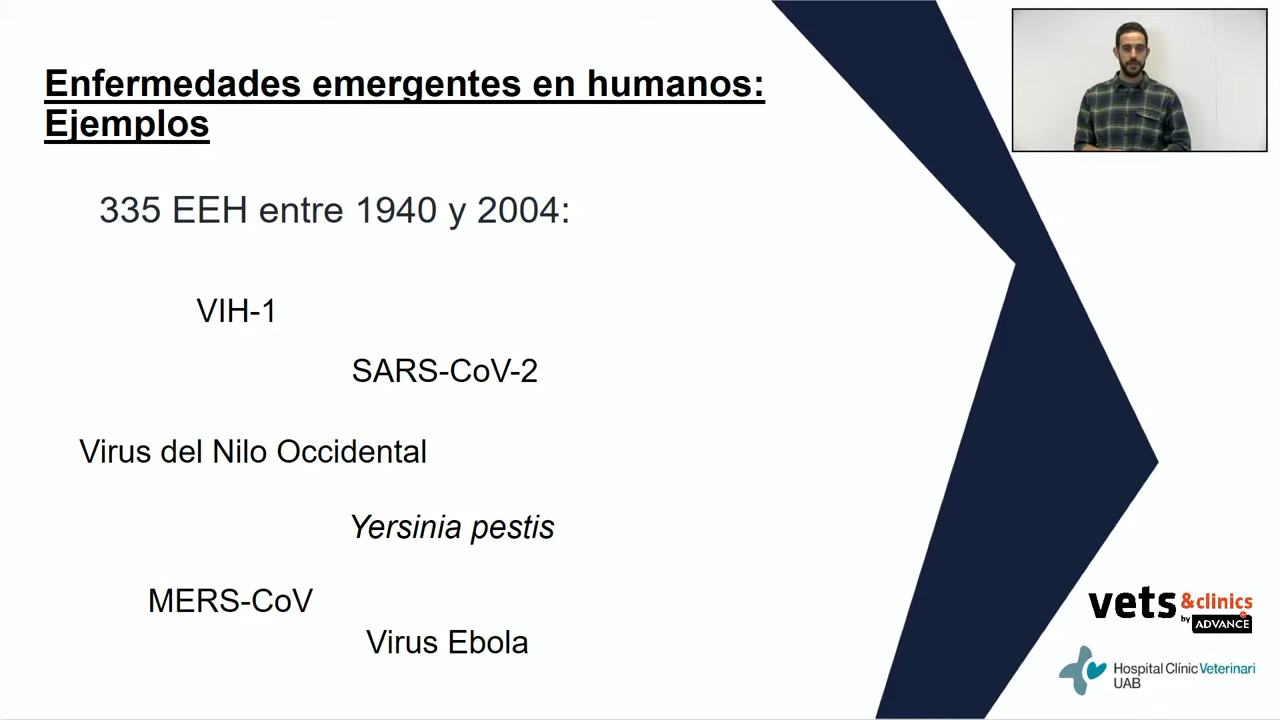 Enfermedades emergentes en humanos:
Ejemplos
335 EEH entre 1940 y 2004:
VIH-1
SARS-CoV-2
Virus del Nilo Occidental
Yersinia pestis
MERS-CoV
Virus Ebola
vets &clinics
by ADVANCE
Hospital Clínic Veterinari
UAB